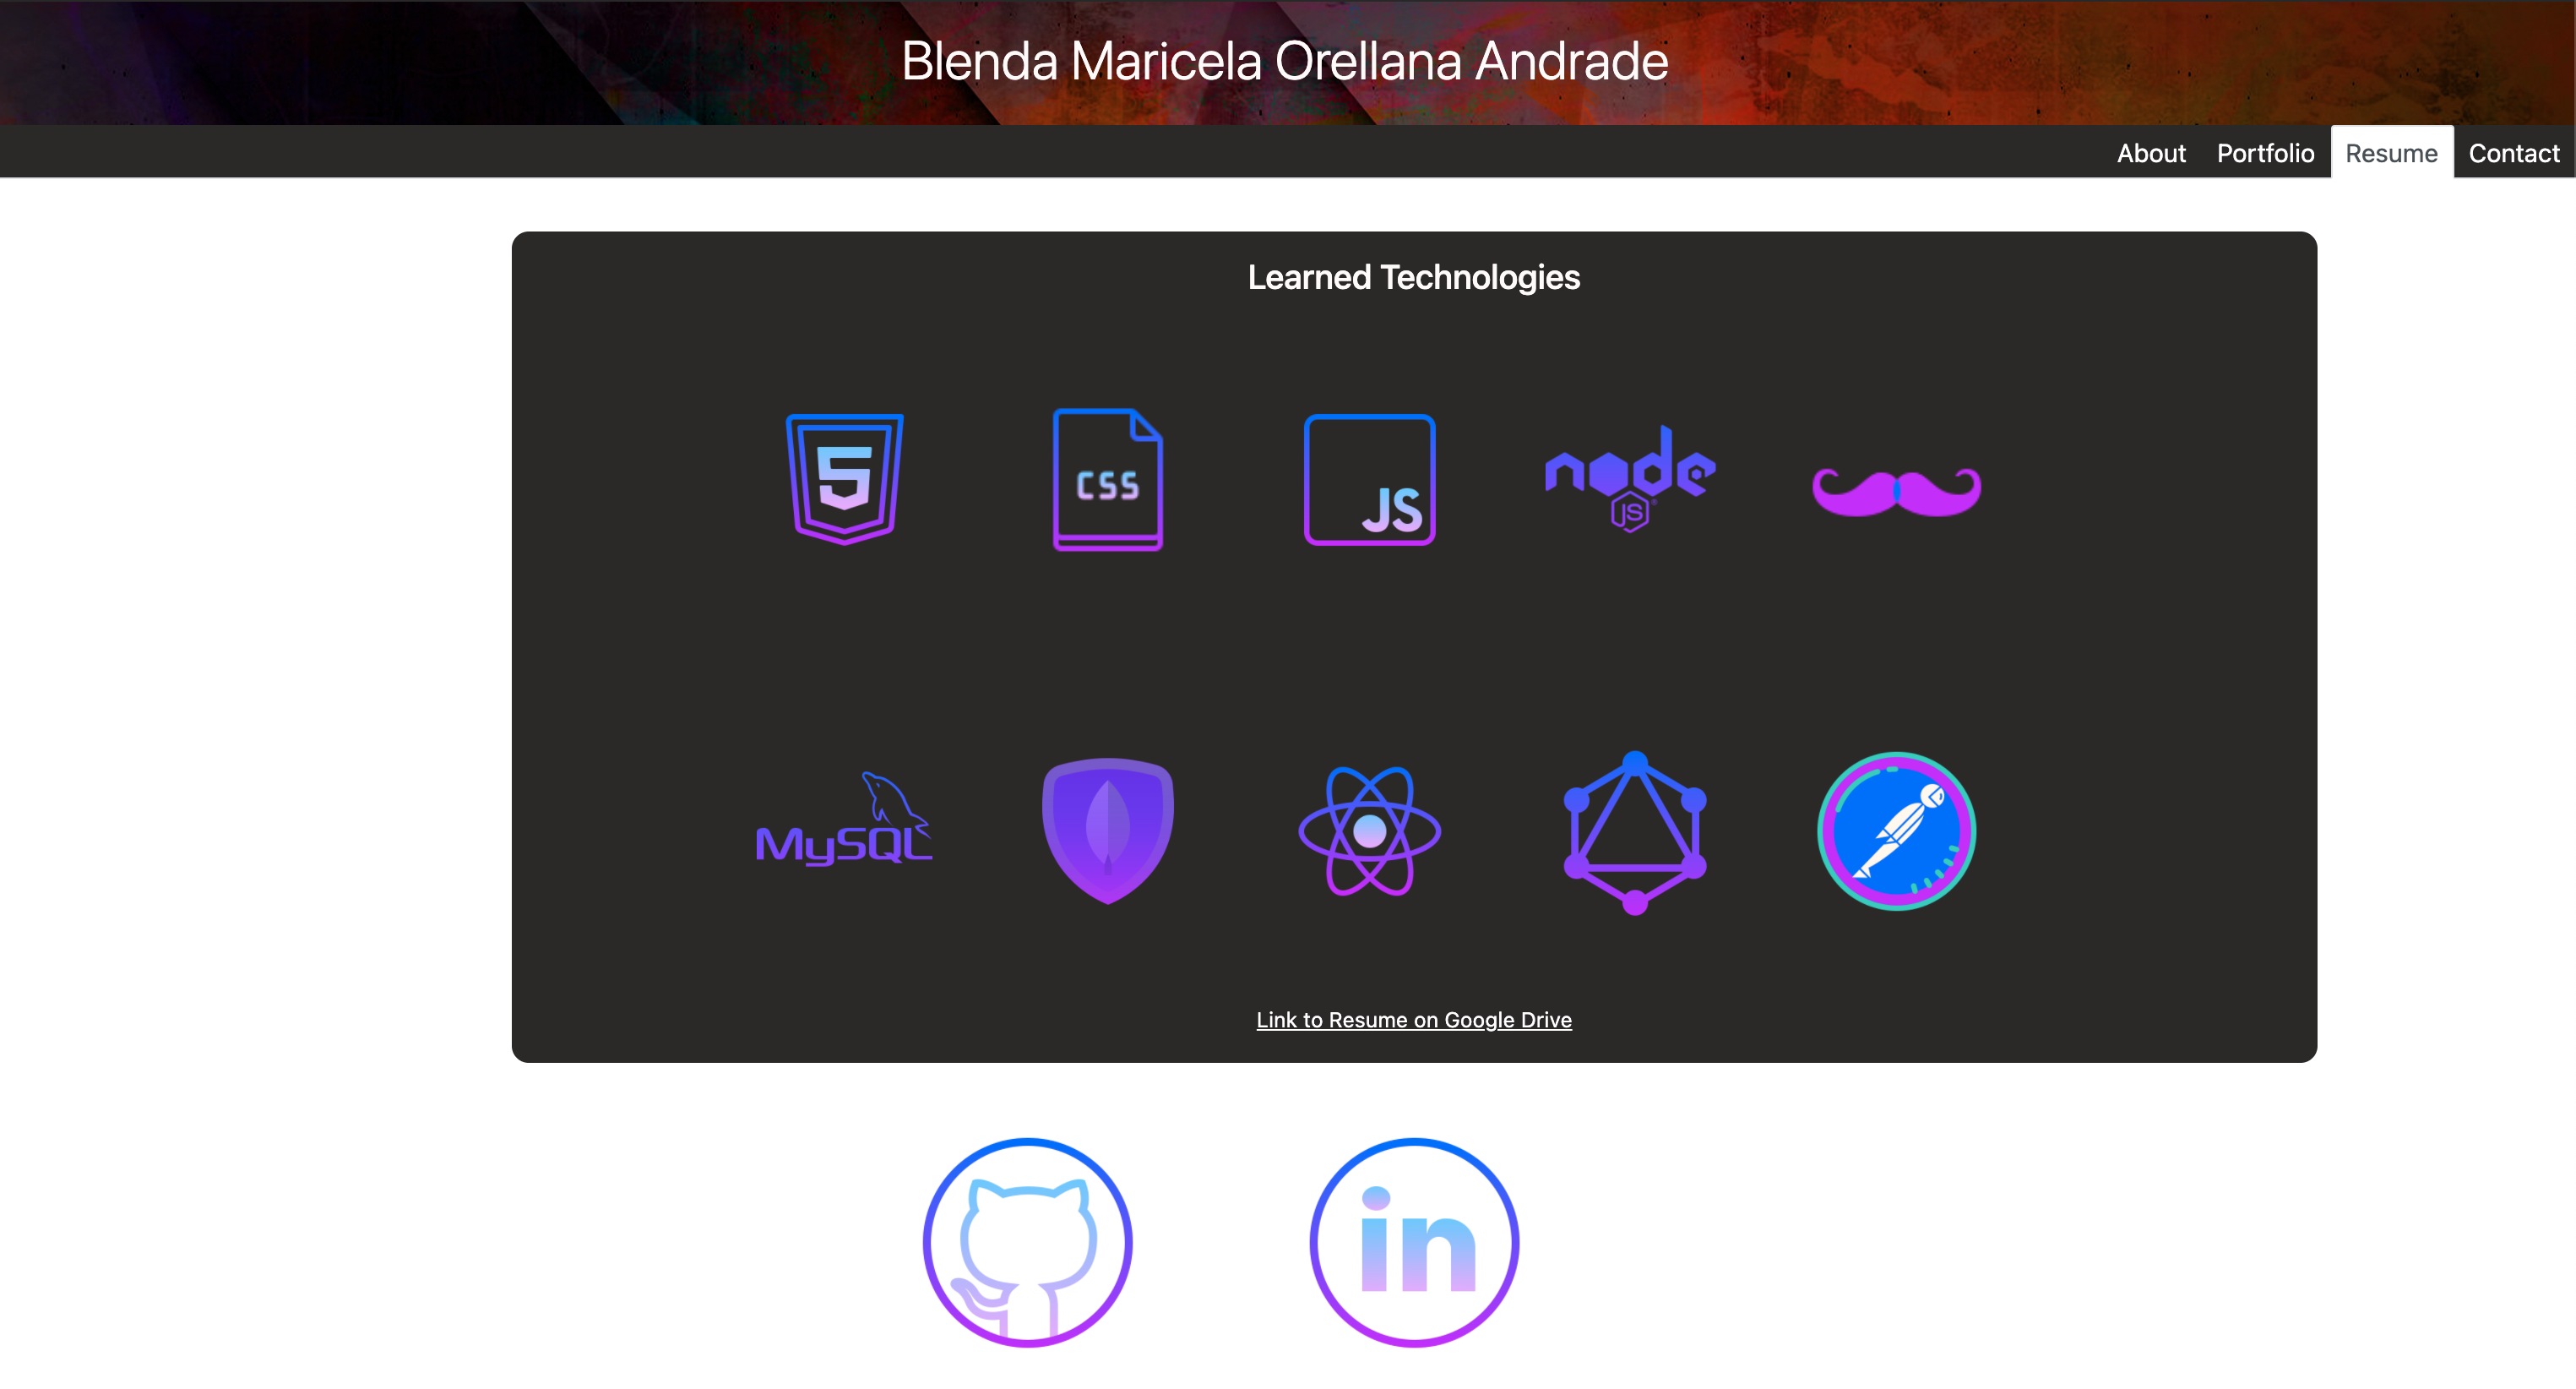 Blenda Maricela Orellana Andrade
About Portfolio Resume Contact
Learned Technologies
5
CSS
JS
node
JS
MySQL
Link to Resume on Google Drive
in